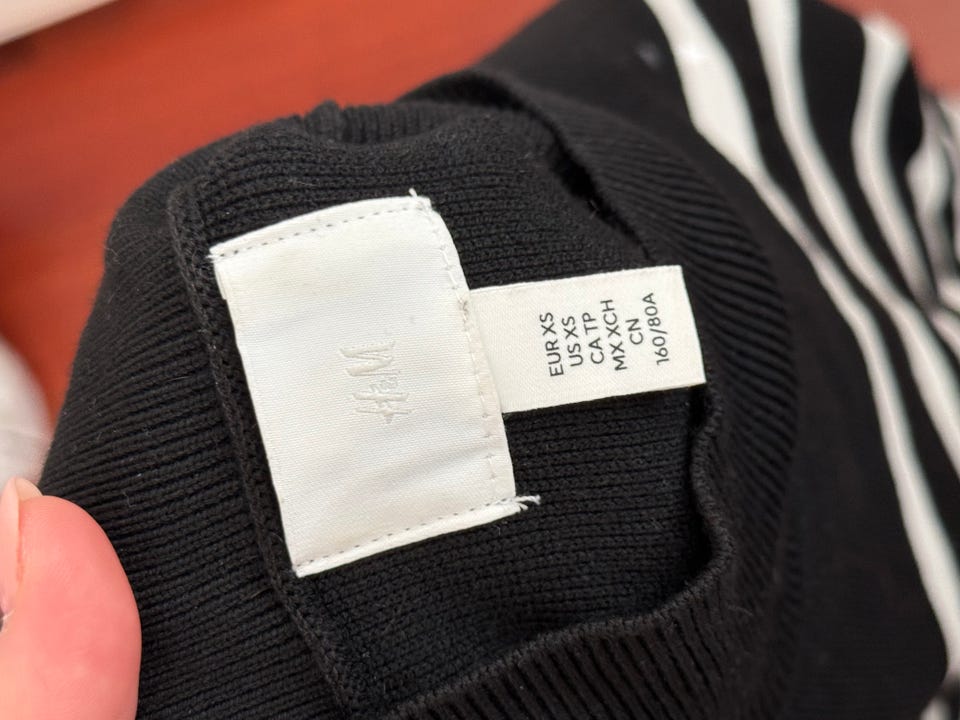 H&M
EUR XS
US XS
CA TP
MX XCH
CN
160/80A